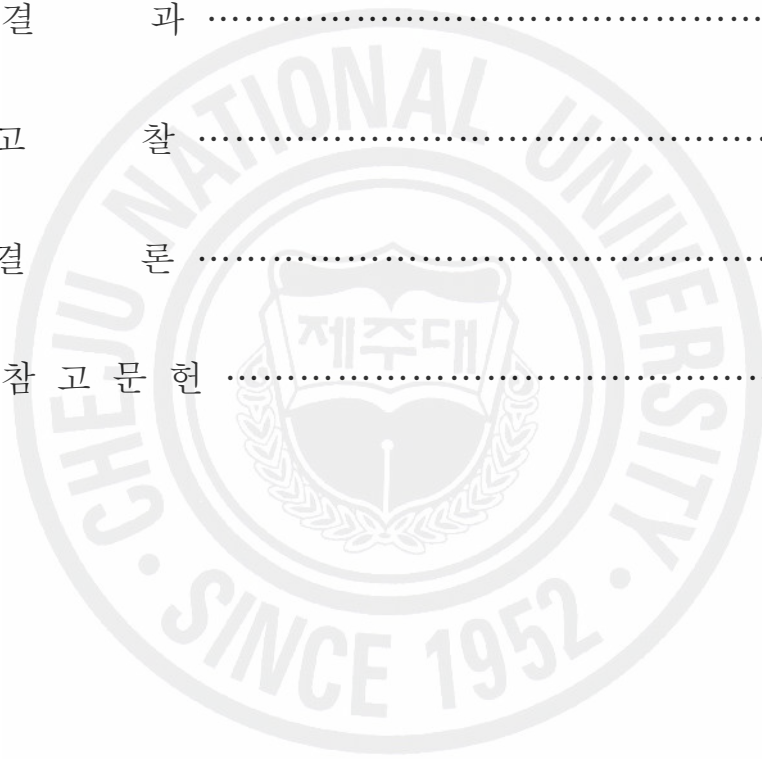 결 과 ································································
고 찰 ································································
결 론 ································································
참 고 문 헌 ································································
CHEJU NATIONAL UNIVERSITY
제주대
· SINCE 1952 ·